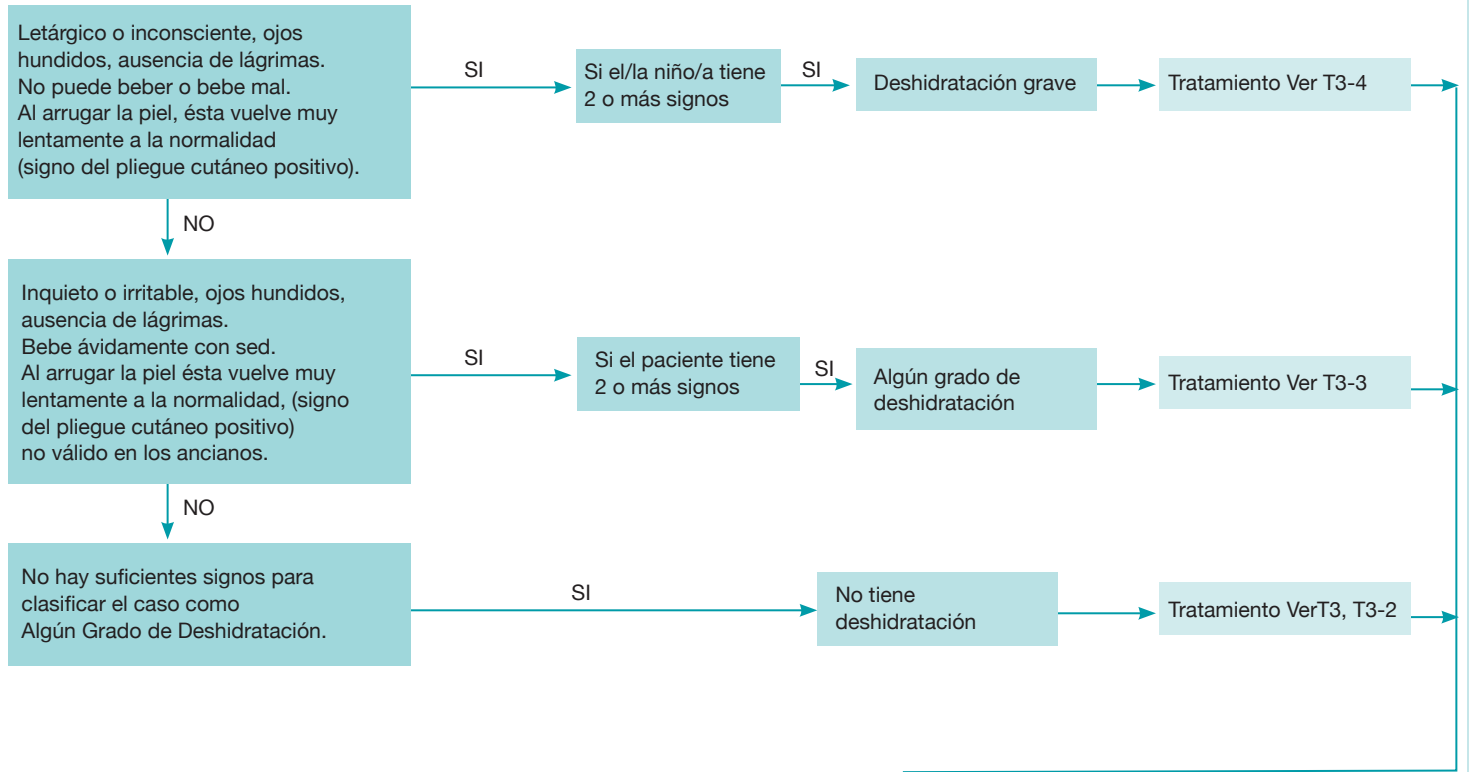 Letárgico o inconsciente, ojos
hundidos, ausencia de lágrimas.
No puede beber o bebe mal.
Al arrugar la piel, ésta vuelve muy
lentamente a la normalidad
(signo del pliegue cutáneo positivo).
SI
Si el/la niño/a tiene
2 o más signos
SI
Deshidratación grave
Tratamiento Ver T3-4
NO
Inquieto o irritable, ojos hundidos,
ausencia de lágrimas.
Bebe ávidamente con sed.
Al arrugar la piel ésta vuelve muy
lentamente a la normalidad, (signo
del pliegue cutáneo positivo)
no válido en los ancianos.
SI
Si el paciente tiene
2 o más signos
SI
Algún grado de
deshidratación
Tratamiento Ver T3-3
NO
No hay suficientes signos para
clasificar el caso como
Algún Grado de Deshidratación.
SI
No tiene
deshidratación
Tratamiento VerT3, T3-2